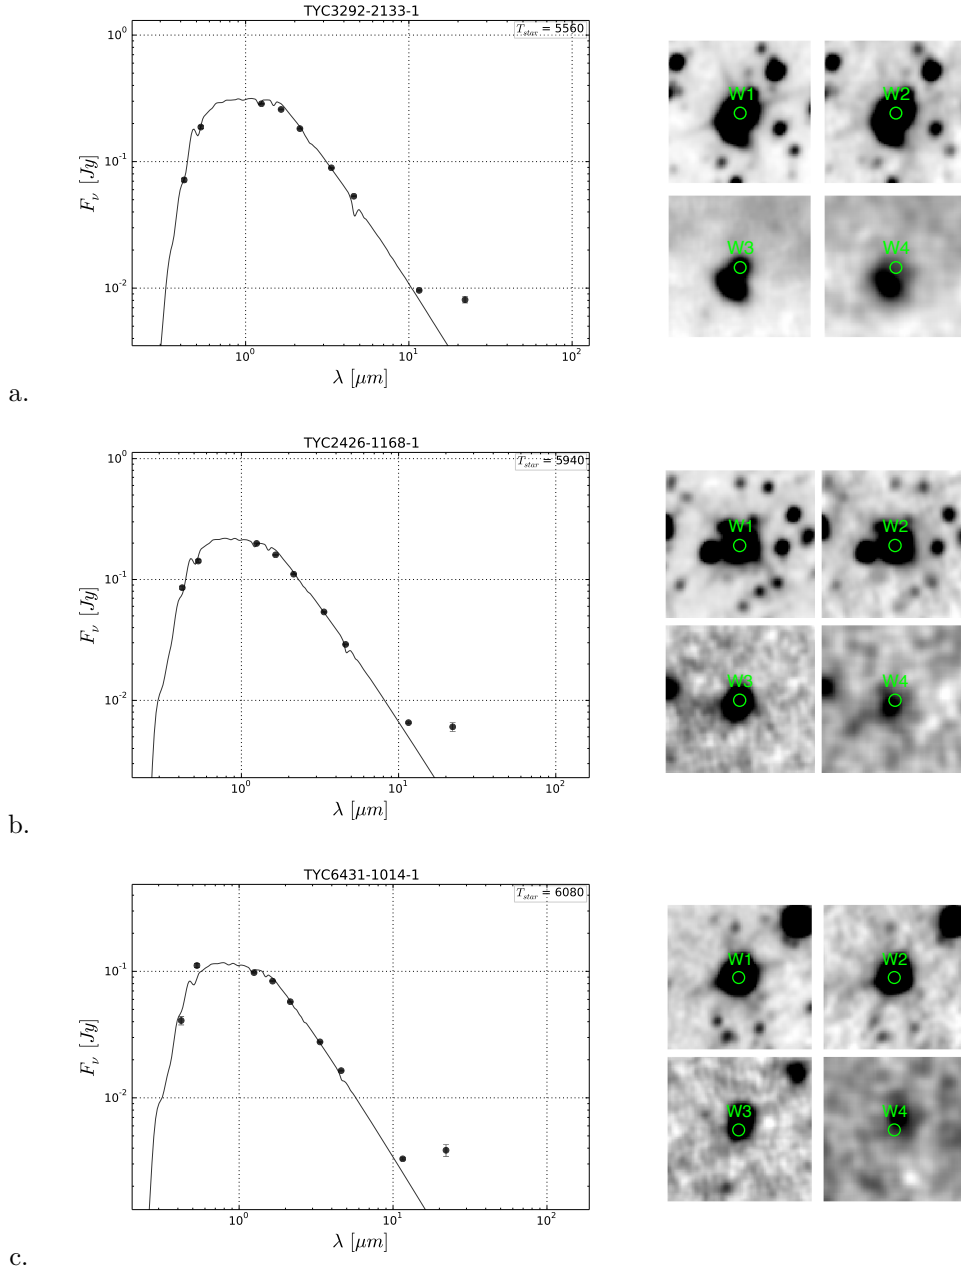 TYC3292-2133-1
T_star = 5560
10^0
10^-1
10^-2
F_ν [Jy]
10^0 10^1 10^2
λ [μm]
W1 W2
W3 W4
a.
TYC2426-1168-1
T_star = 5940
10^0
10^-1
10^-2
F_ν [Jy]
10^0 10^1 10^2
λ [μm]
W1 W2
W3 W4
b.
TYC6431-1014-1
T_star = 6080
10^-1
10^-2
F_ν [Jy]
10^0 10^1 10^2
λ [μm]
W1 W2
W3 W4
c.